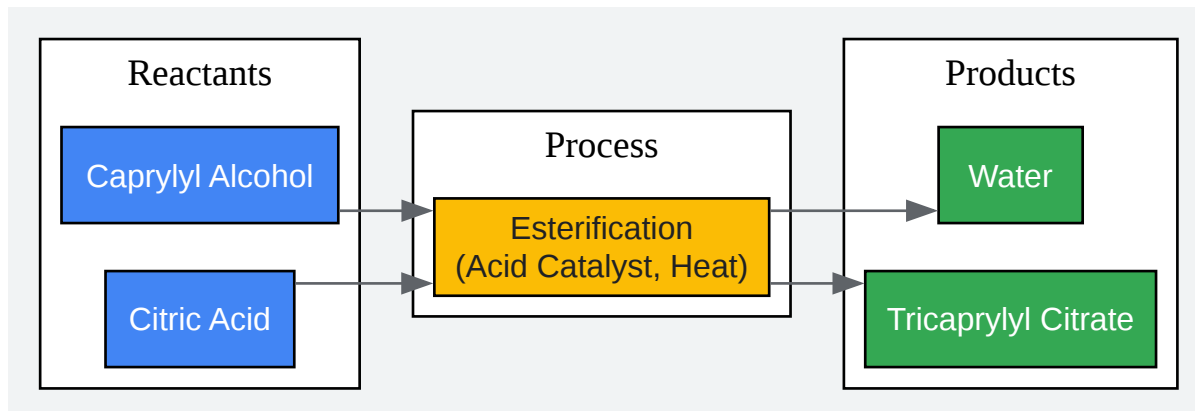 Reactants
Caprylyl Alcohol
Citric Acid
Process
Esterification
(Acid Catalyst, Heat)
Products
Water
Tricaprylyl Citrate